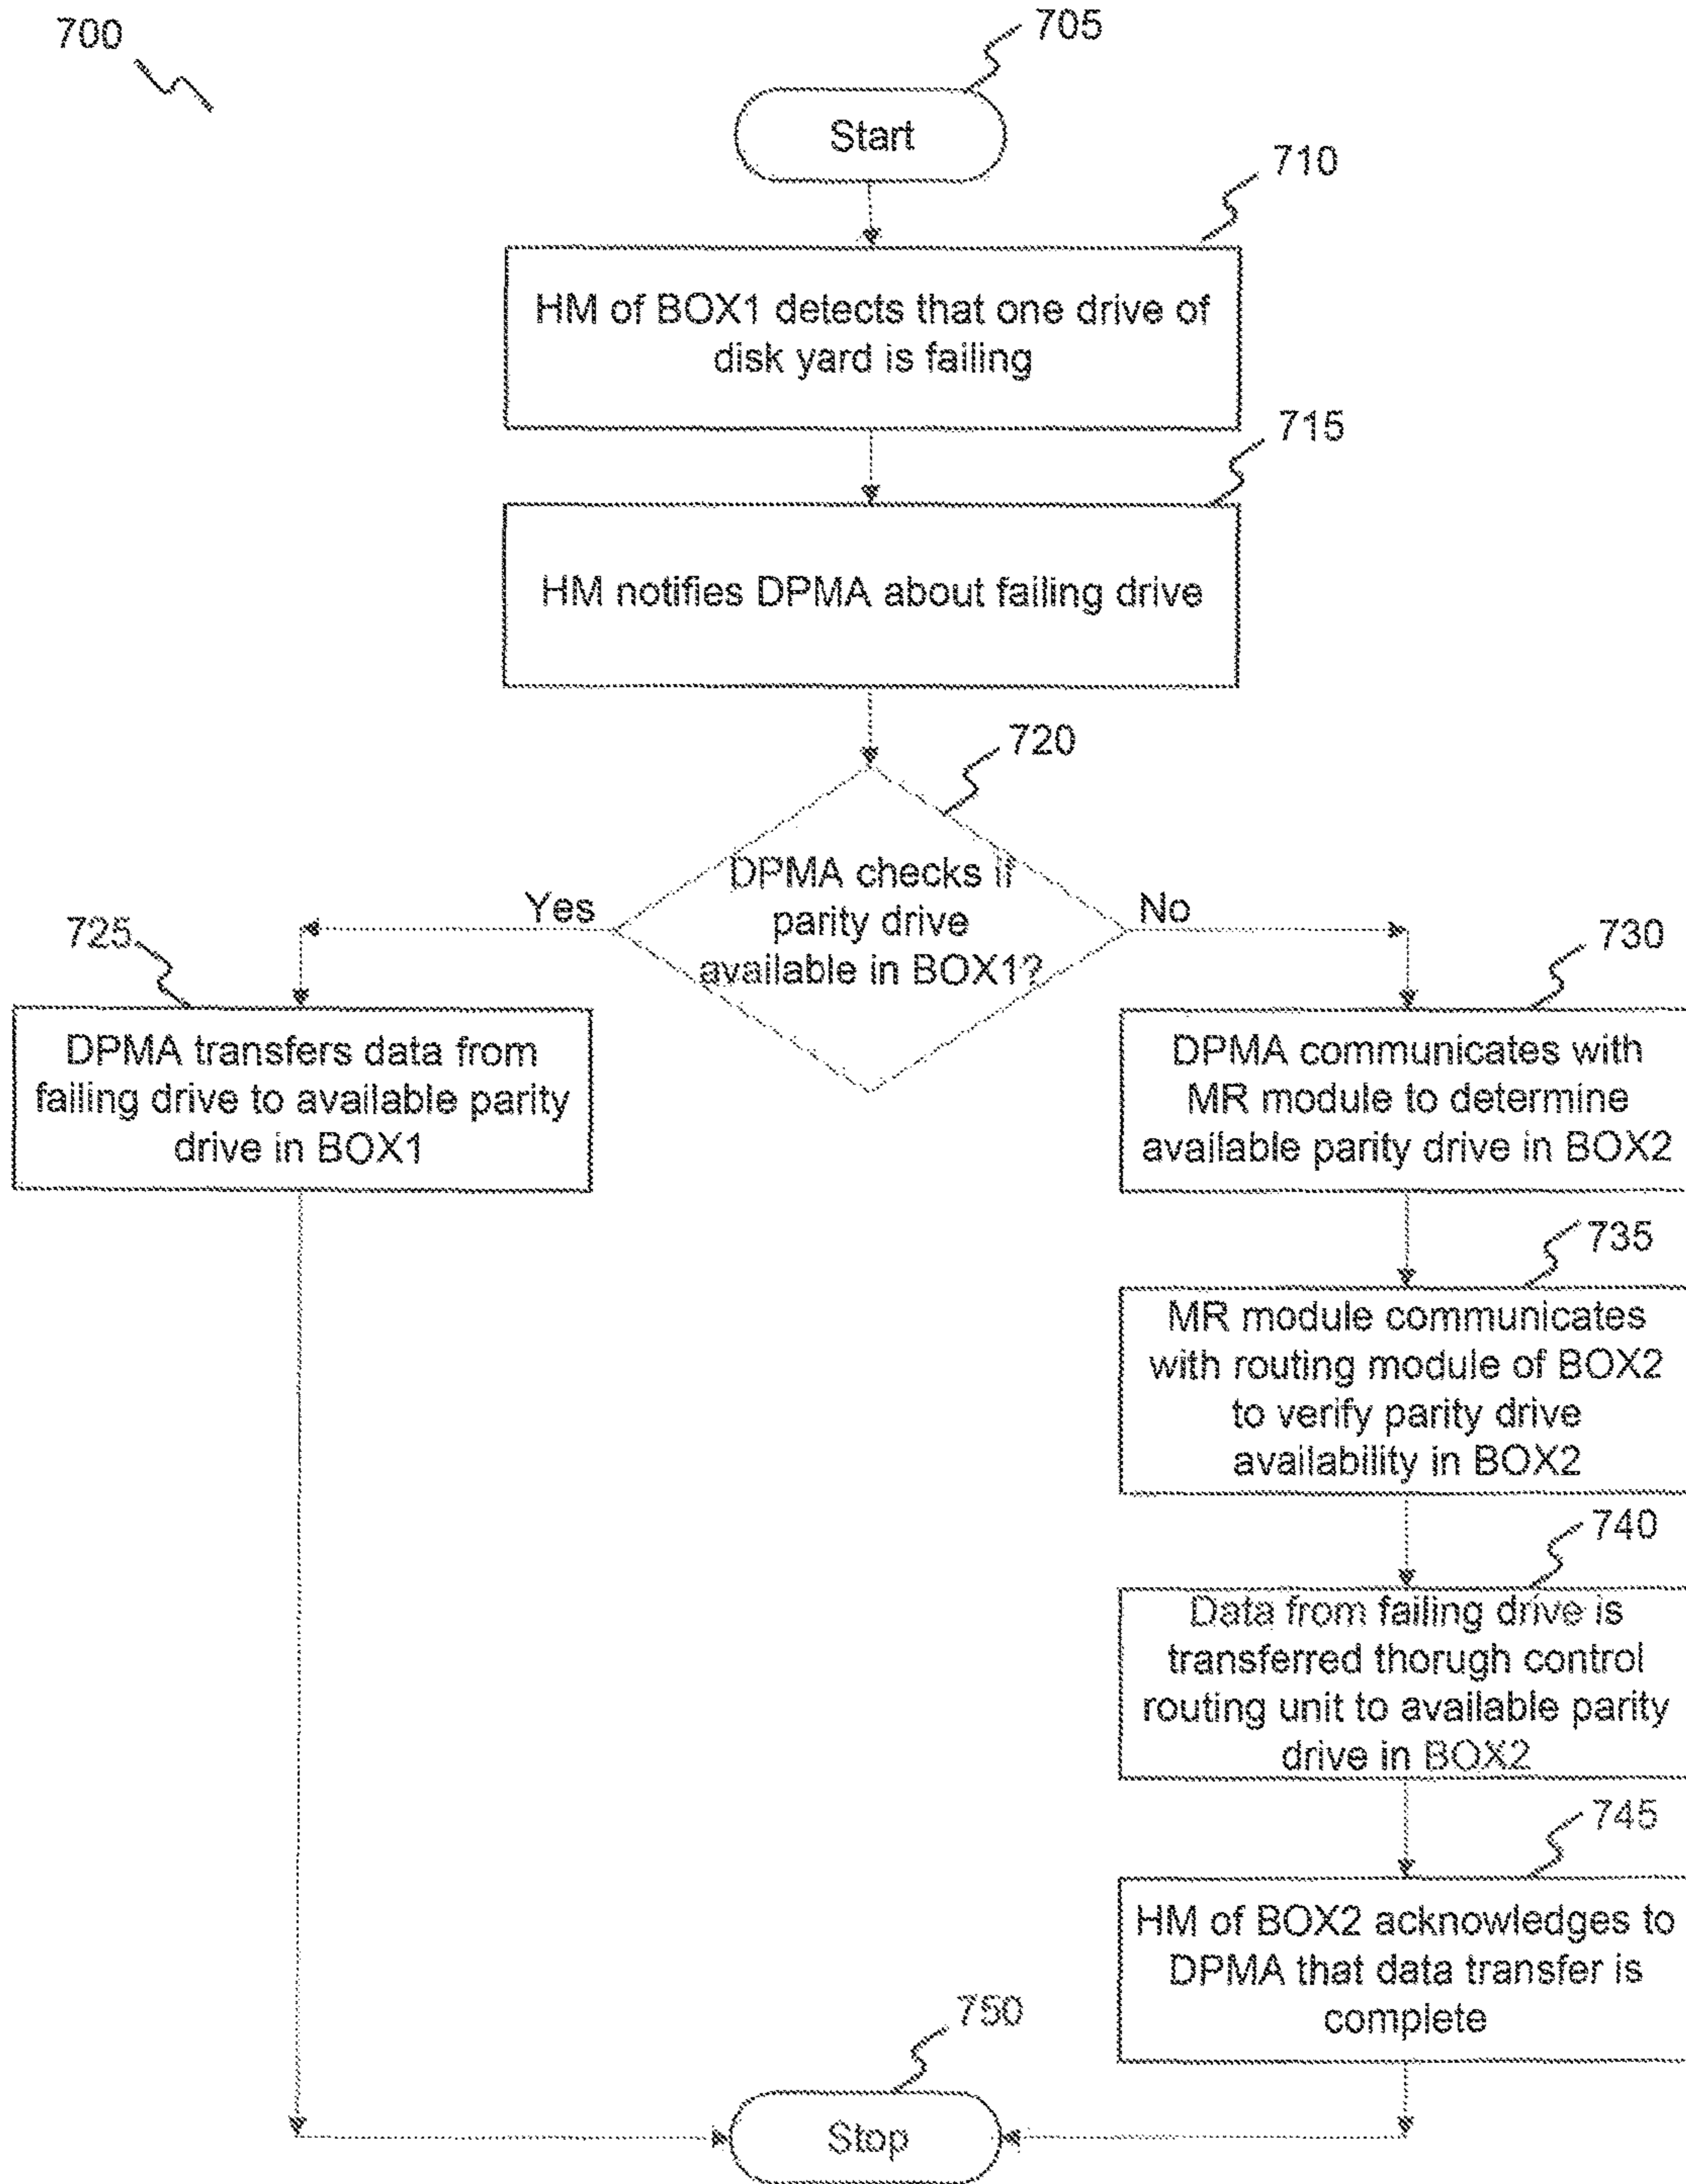 700
705
Start
710
HM of BOX1 detects that one drive of
disk yard is failing
715
HM notifies DPMA about failing drive
720
DPMA checks if
parity drive
available in BOX1?
Yes
No
725
DPMA transfers data from
failing drive to available parity
drive in BOX1
730
DPMA communicates with
MR module to determine
available parity drive in BOX2
735
MR module communicates
with routing module of BOX2
to verify parity drive
availability in BOX2
740
Data from failing drive is
transferred thorugh control
routing unit to available parity
drive in BOX2
745
HM of BOX2 acknowledges to
DPMA that data transfer is
complete
750
Stop